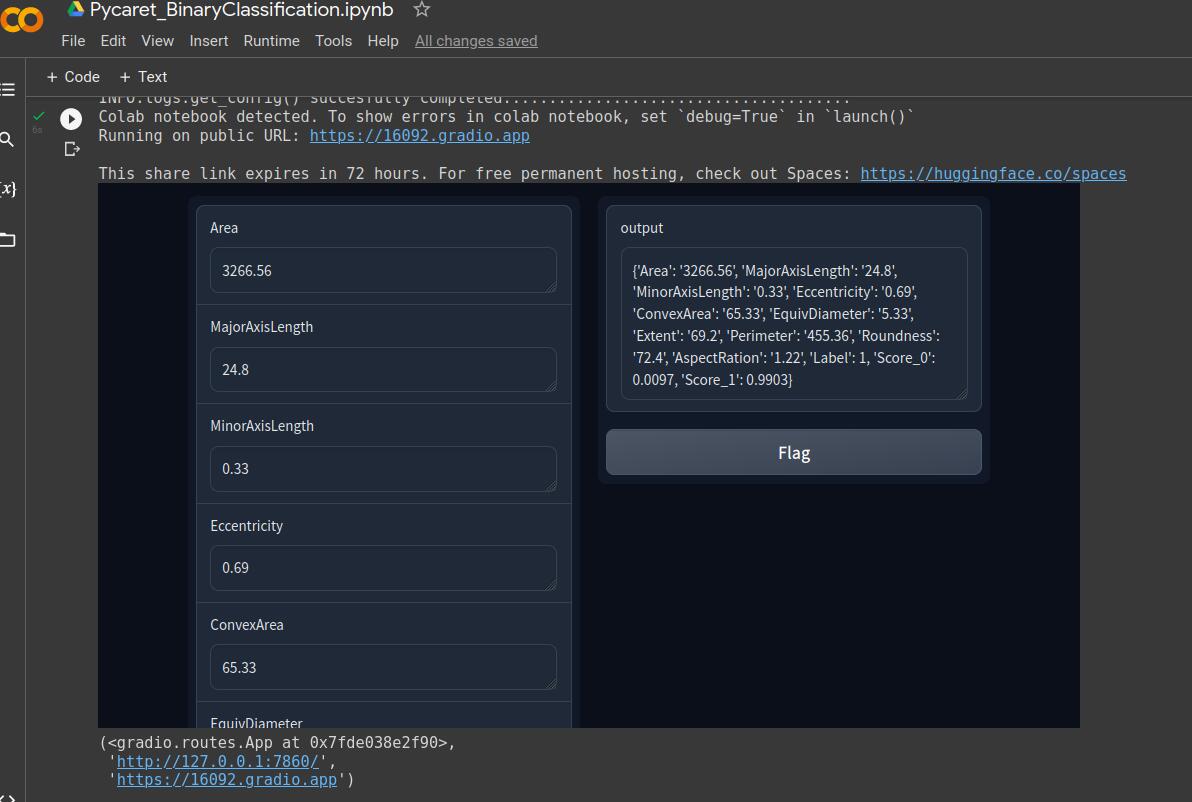 Pycaret_BinaryClassification.ipynb
File Edit View Insert Runtime Tools Help All changes saved
+ Code + Text
INFO:logs:get_config() succesfully completed......................................
Colab notebook detected. To show errors in colab notebook, set `debug=True` in `launch()`
6s
Running on public URL: https://16092.gradio.app
This share link expires in 72 hours. For free permanent hosting, check out Spaces: https://huggingface.co/spaces
{x}
Area
3266.56
MajorAxisLength
24.8
MinorAxisLength
0.33
Eccentricity
0.69
ConvexArea
65.33
EquivDiameter
output
{'Area': '3266.56', 'MajorAxisLength': '24.8',
'MinorAxisLength': '0.33', 'Eccentricity': '0.69',
'ConvexArea': '65.33', 'EquivDiameter': '5.33',
'Extent': '69.2', 'Perimeter': '455.36', 'Roundness':
'72.4', 'AspectRation': '1.22', 'Label': 1, 'Score_0':
0.0097, 'Score_1': 0.9903}
Flag
(<gradio.routes.App at 0x7fde038e2f90>,
'http://127.0.0.1:7860/',
'https://16092.gradio.app')